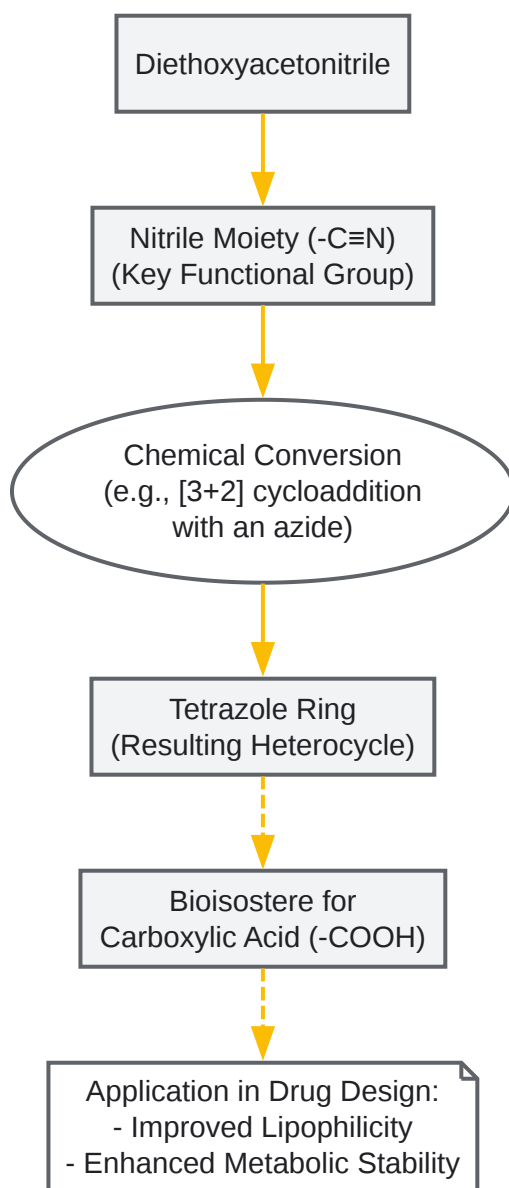 Diethoxyacetonitrile
Nitrile Moiety (-C≡N)
(Key Functional Group)
Chemical Conversion
(e.g., [3+2] cycloaddition
with an azide)
Tetrazole Ring
(Resulting Heterocycle)
Bioisostere for
Carboxylic Acid (-COOH)
Application in Drug Design:
- Improved Lipophilicity
- Enhanced Metabolic Stability